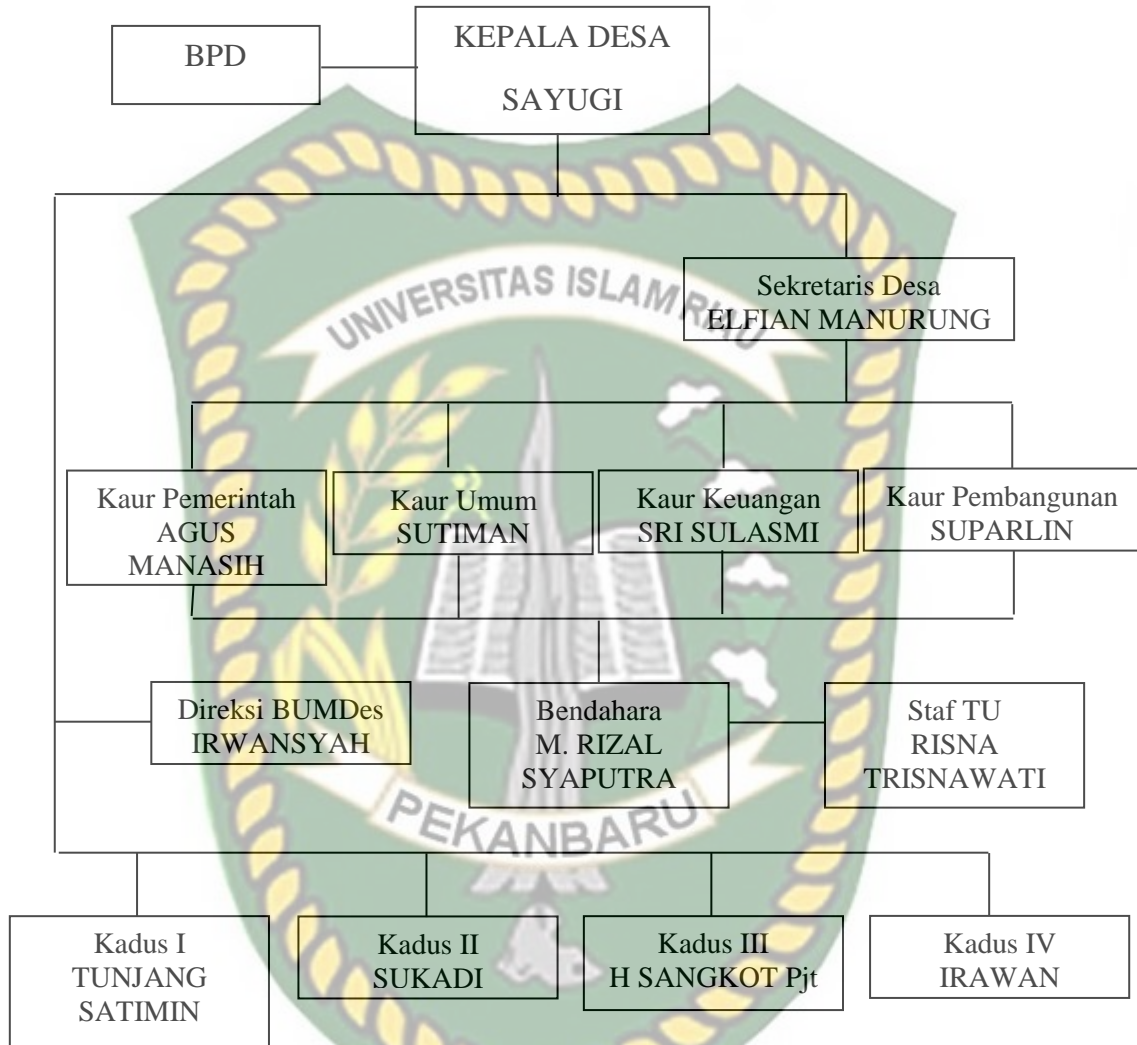 BPD
KEPALA DESA
SAYUGI
UNIVERSITAS ISLAM RIAU
Sekretaris Desa
ELFIAN MANURUNG
Kaur Pemerintah
AGUS
MANASIH
Kaur Umum
SUTIMAN
Kaur Keuangan
SRI SULASMI
Kaur Pembangunan
SUPARLIN
Direksi BUMDes
IRWANSYAH
Bendahara
M. RIZAL
SYAPUTRA
Staf TU
RISNA
TRISNAWATI
PEKANBARU
Kadus I
TUNJANG
SATIMIN
Kadus II
SUKADI
Kadus III
H SANGKOT Pjt
Kadus IV
IRAWAN